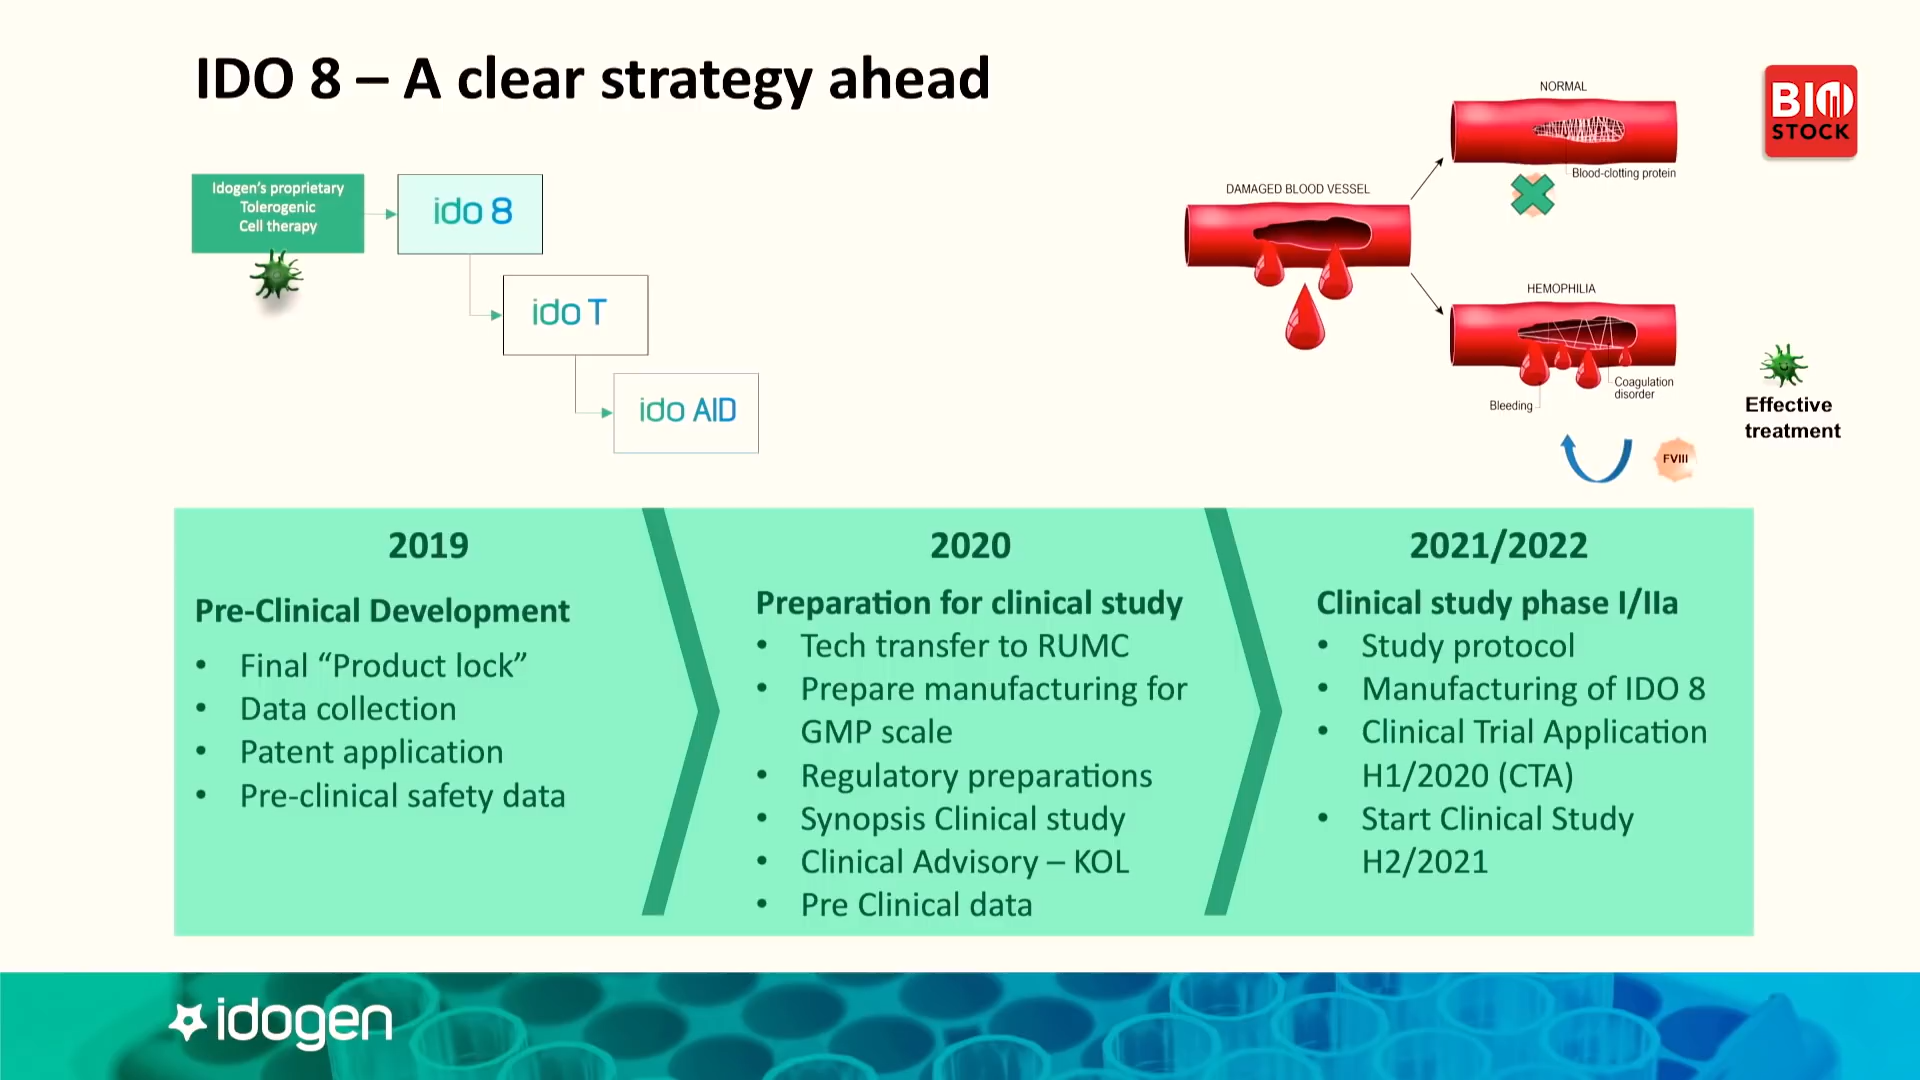 IDO 8 – A clear strategy ahead
BIO
STOCK
Idogen's proprietary
Tolerogenic
Cell therapy
ido 8
ido T
ido AID
NORMAL
Blood-clotting protein
DAMAGED BLOOD VESSEL
HEMOPHILIA
Coagulation
disorder
Bleeding
Effective
treatment
FVIII
2019
Pre-Clinical Development
• Final “Product lock”
• Data collection
• Patent application
• Pre-clinical safety data
2020
Preparation for clinical study
• Tech transfer to RUMC
• Prepare manufacturing for
GMP scale
• Regulatory preparations
• Synopsis Clinical study
• Clinical Advisory – KOL
• Pre Clinical data
2021/2022
Clinical study phase I/IIa
• Study protocol
• Manufacturing of IDO 8
• Clinical Trial Application
H1/2020 (CTA)
• Start Clinical Study
H2/2021
idogen